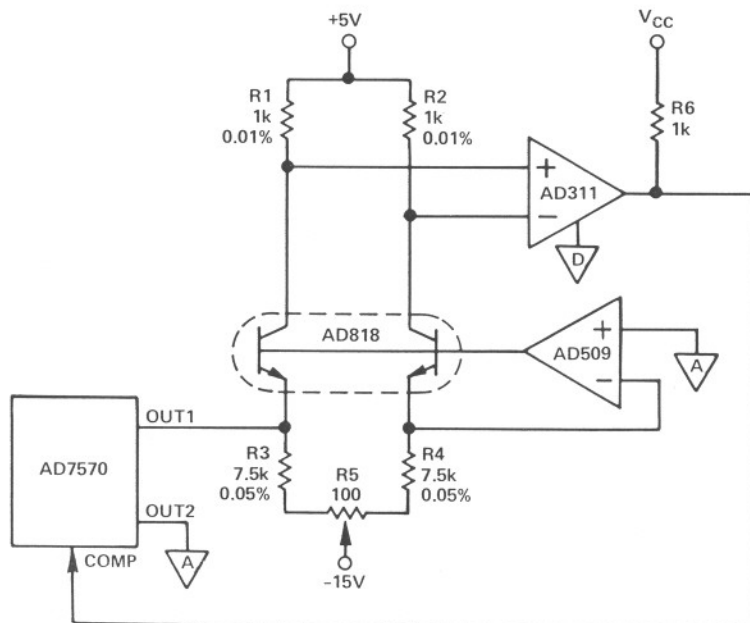 +5V
VCC
R1
1k
0.01%
R2
1k
0.01%
R6
1k
+
AD311
−
D
AD818
+
AD509
−
A
AD7570
OUT1
OUT2
COMP
A
R3
7.5k
0.05%
R5
100
R4
7.5k
0.05%
−15V